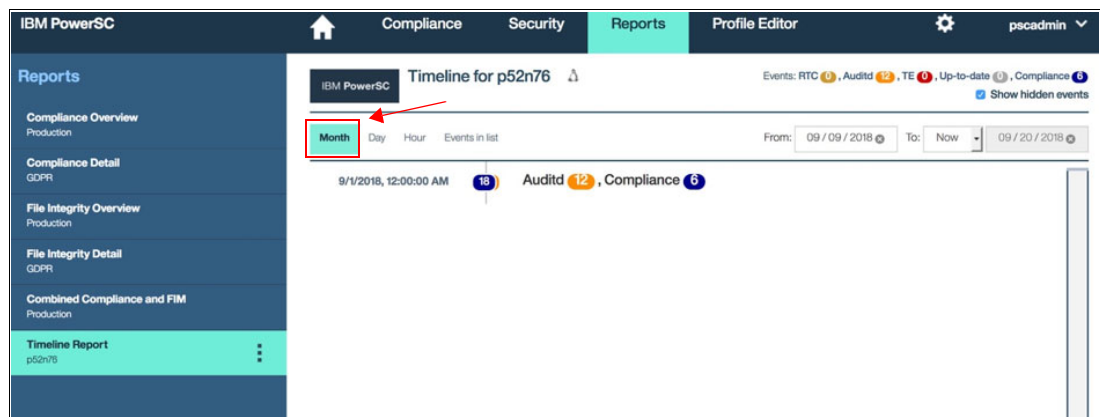 IBM PowerSC
Compliance
Security
Reports
Profile Editor
pscadmin
Reports
Compliance Overview
Production
Compliance Detail
GDPR
File Integrity Overview
Production
File Integrity Detail
GDPR
Combined Compliance and FIM
Production
Timeline Report
p52n76
IBM PowerSC
Timeline for p52n76
Events: RTC 0 , Auditd 12 , TE 0 , Up-to-date 0 , Compliance 6
Show hidden events
Month Day Hour Events in list
From: 09 / 09 / 2018 To: Now 09 / 20 / 2018
9/1/2018, 12:00:00 AM 18 Auditd 12 , Compliance 6